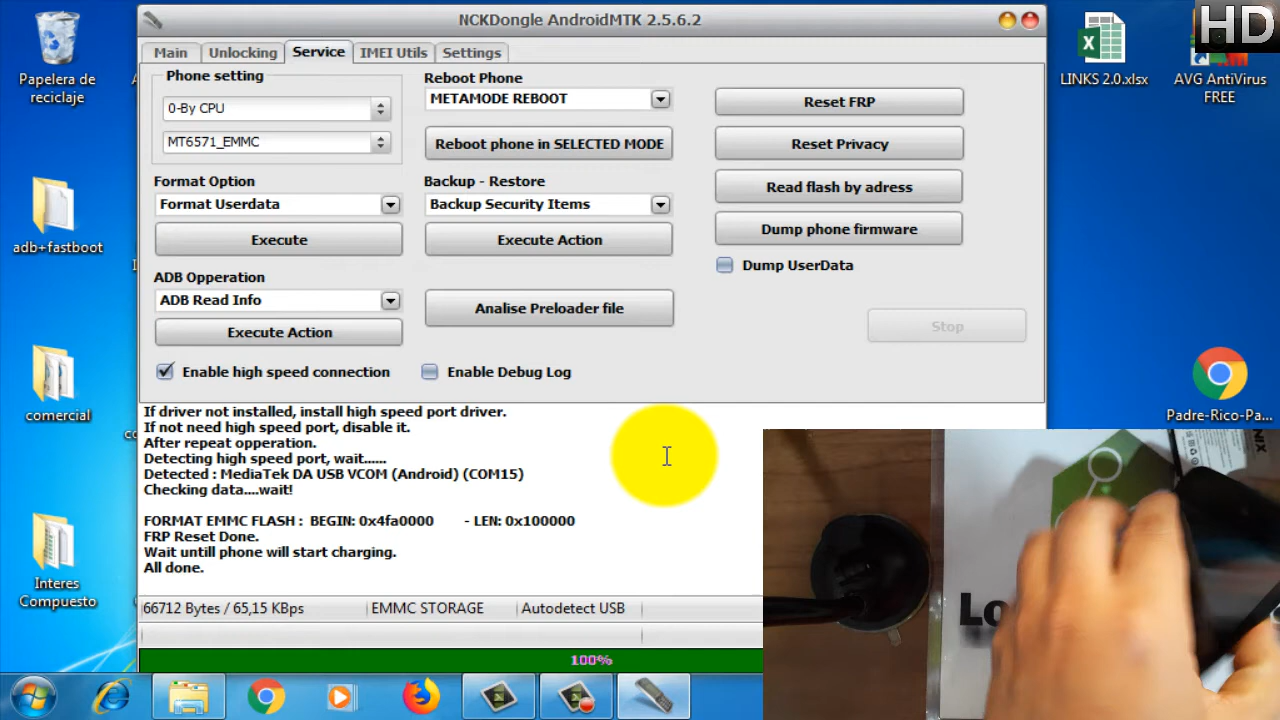 NCKDongle AndroidMTK 2.5.6.2
HD
Papelera de
reciclaje
adb+fastboot
comercial
Interes
Compuesto
LINKS 2.0.xlsx
AVG AntiVirus
FREE
Padre-Rico-Pa...
Main
Unlocking
Service
IMEI Utils
Settings
Phone setting
0-By CPU
MT6571_EMMC
Format Option
Format Userdata
Execute
ADB Opperation
ADB Read Info
Execute Action
Enable high speed connection
Reboot Phone
METAMODE REBOOT
Reboot phone in SELECTED MODE
Backup - Restore
Backup Security Items
Execute Action
Analise Preloader file
Enable Debug Log
Reset FRP
Reset Privacy
Read flash by adress
Dump phone firmware
Dump UserData
Stop
If driver not installed, install high speed port driver.
If not need high speed port, disable it.
After repeat opperation.
Detecting high speed port, wait......
Detected : MediaTek DA USB VCOM (Android) (COM15)
Checking data....wait!
FORMAT EMMC FLASH : BEGIN: 0x4fa0000 - LEN: 0x100000
FRP Reset Done.
Wait untill phone will start charging.
All done.
66712 Bytes / 65,15 KBps
EMMC STORAGE
Autodetect USB
100%